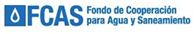 FCAS Fondo de Cooperación
para Agua y Saneamiento